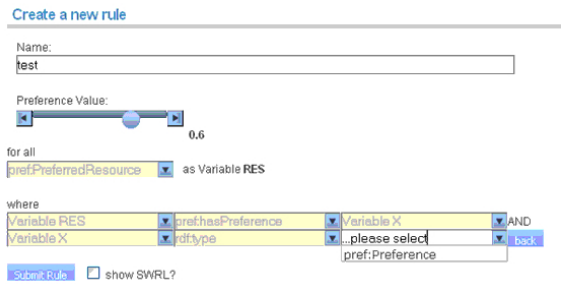 Create a new rule
Name:
test
Preference Value:
0.6
for all
pref:PreferredResource as Variable RES
where
Variable RES pref:hasPreference Variable X AND
Variable X rdf:type ...please select back
pref:Preference
Submit Rule show SWRL?